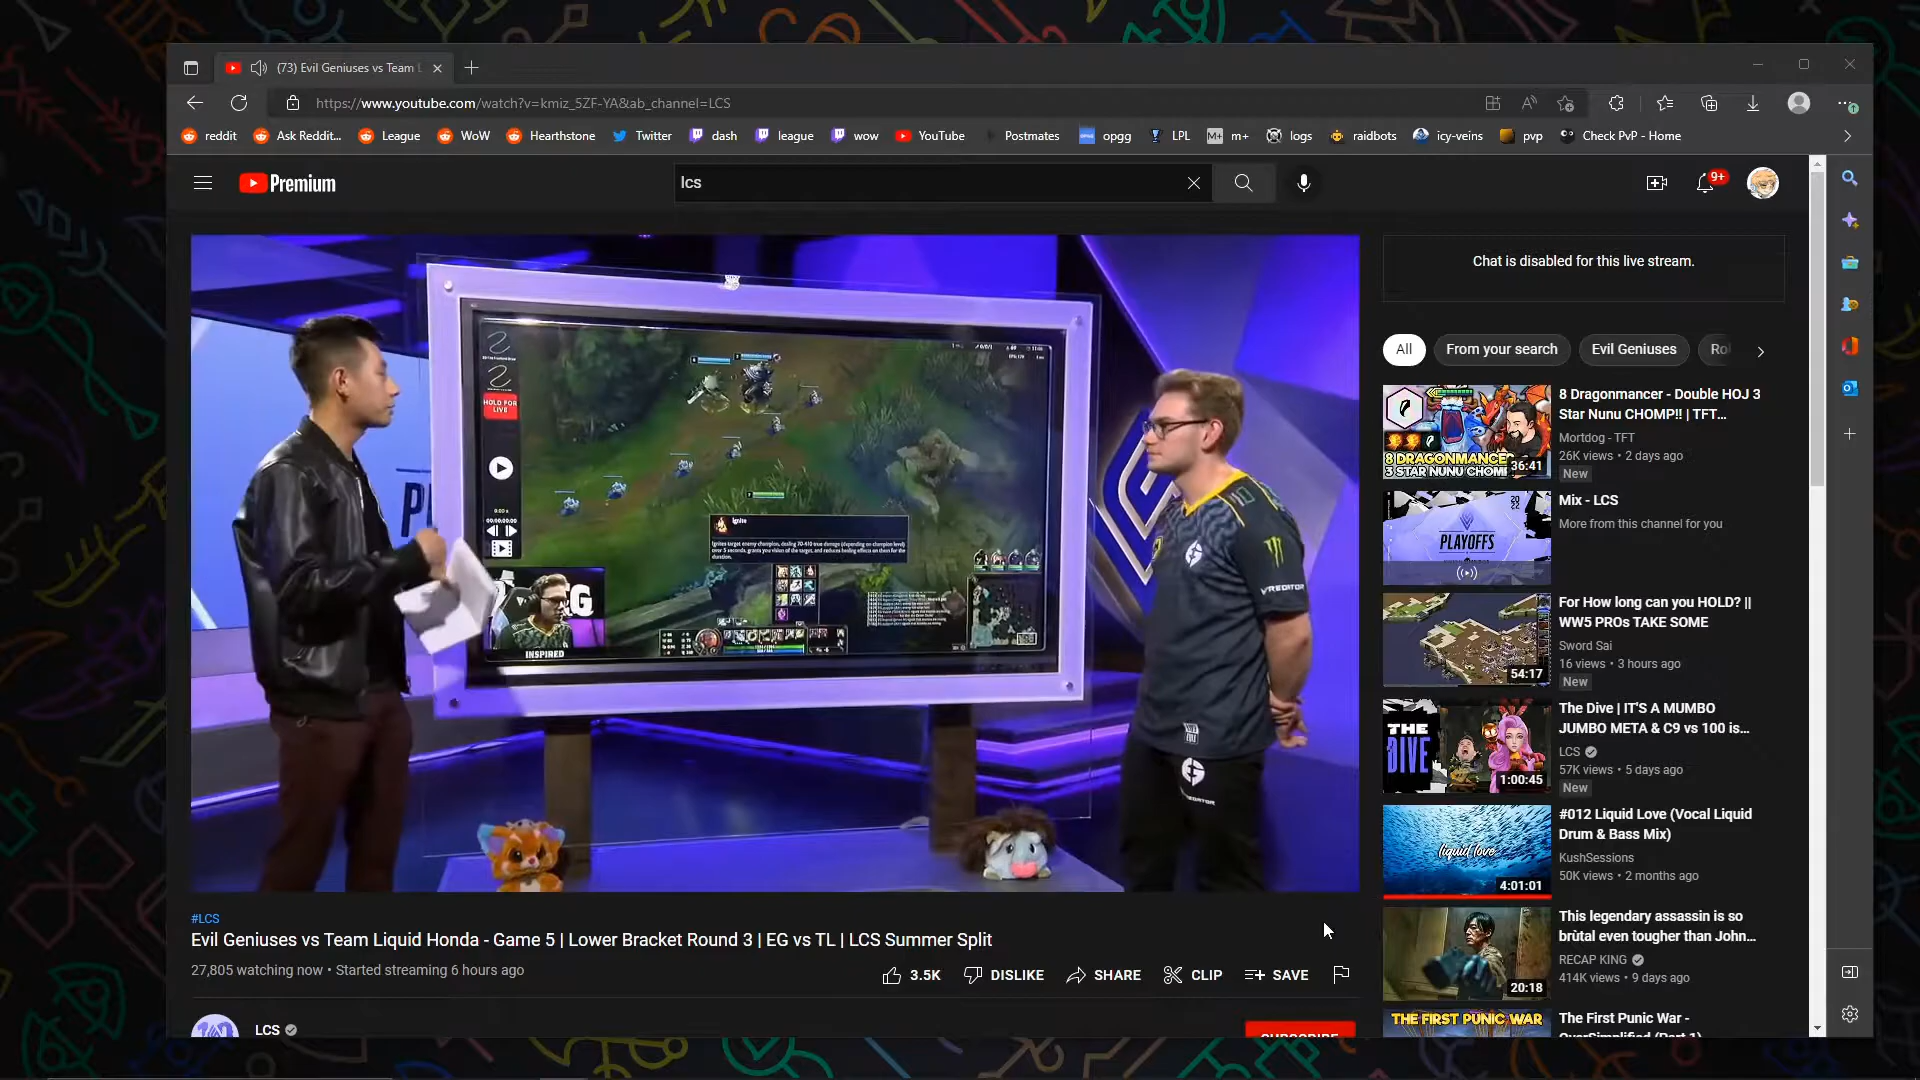 (73) Evil Geniuses vs Team L
https://www.youtube.com/watch?v=kmiz_5ZF-YA&ab_channel=LCS
reddit
Ask Reddit...
League
WoW
Hearthstone
Twitter
dash
league
wow
YouTube
Postmates
opgg
LPL
M+ m+
logs
raidbots
icy-veins
pvp
Check PvP - Home
Premium
lcs
9+
HOLD FOR
LIVE
Ignite
INSPIRED
Chat is disabled for this live stream.
All
From your search
Evil Geniuses
Rol
8 DRAGONMANCER
3 STAR NUNU CHOMP
36:41
8 Dragonmancer - Double HOJ 3
Star Nunu CHOMP!! | TFT...
Mortdog - TFT
26K views • 2 days ago
New
2022
PLAYOFFS
Mix - LCS
More from this channel for you
54:17
For How long can you HOLD? ||
WW5 PROs TAKE SOME
Sword Sai
16 views • 3 hours ago
New
THE
DIVE
1:00:45
The Dive | IT'S A MUMBO
JUMBO META & C9 vs 100 is...
LCS
57K views • 5 days ago
New
liquid love
4:01:01
#012 Liquid Love (Vocal Liquid
Drum & Bass Mix)
KushSessions
50K views • 2 months ago
20:18
This legendary assassin is so
brùtal even tougher than John...
RECAP KING
414K views • 9 days ago
THE FIRST PUNIC WAR
The First Punic War -
OverSimplified (Part 1)
#LCS
Evil Geniuses vs Team Liquid Honda - Game 5 | Lower Bracket Round 3 | EG vs TL | LCS Summer Split
27,805 watching now • Started streaming 6 hours ago
3.5K
DISLIKE
SHARE
CLIP
SAVE
LCS
SUBSCRIBE